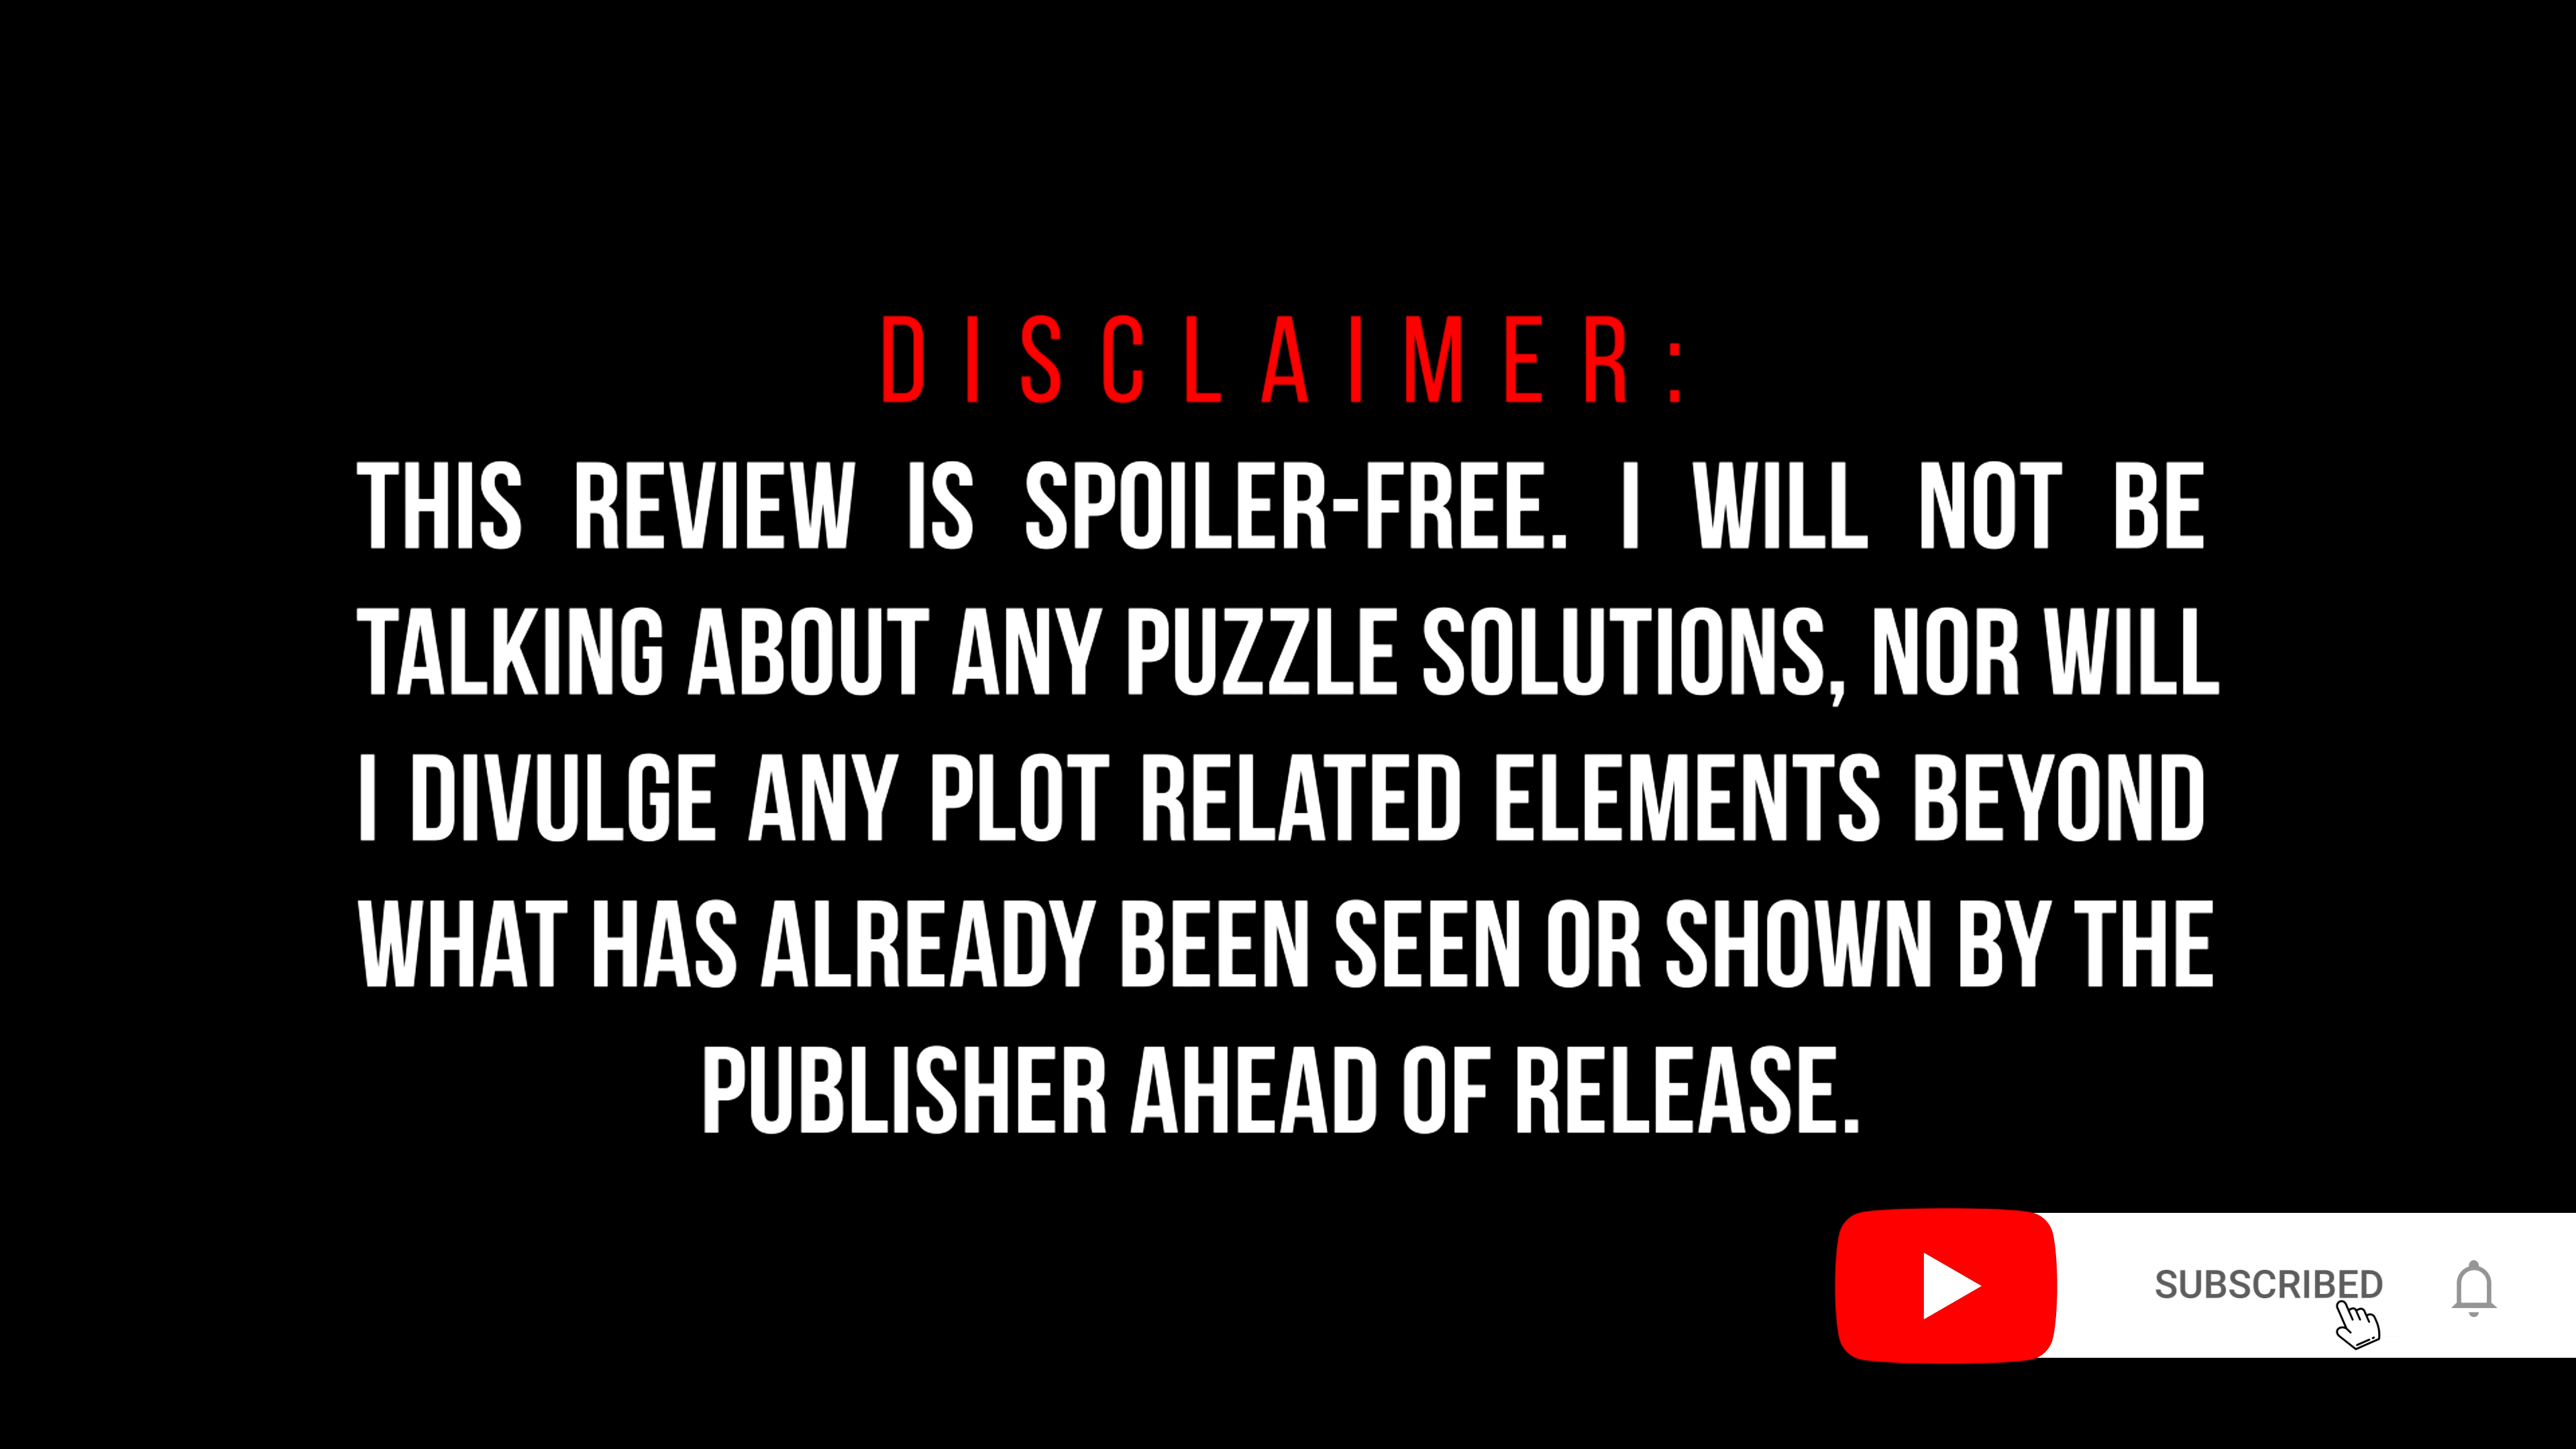 DISCLAIMER:
THIS REVIEW IS SPOILER-FREE. I WILL NOT BE
TALKING ABOUT ANY PUZZLE SOLUTIONS, NOR WILL
I DIVULGE ANY PLOT RELATED ELEMENTS BEYOND
WHAT HAS ALREADY BEEN SEEN OR SHOWN BY THE
PUBLISHER AHEAD OF RELEASE.
SUBSCRIBED